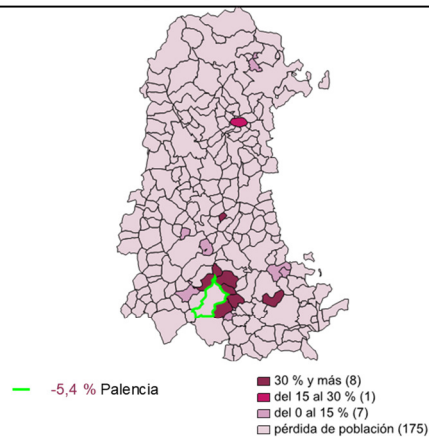 -5,4 % Palencia
30 % y más (8)
del 15 al 30 % (1)
del 0 al 15 % (7)
pérdida de población (175)